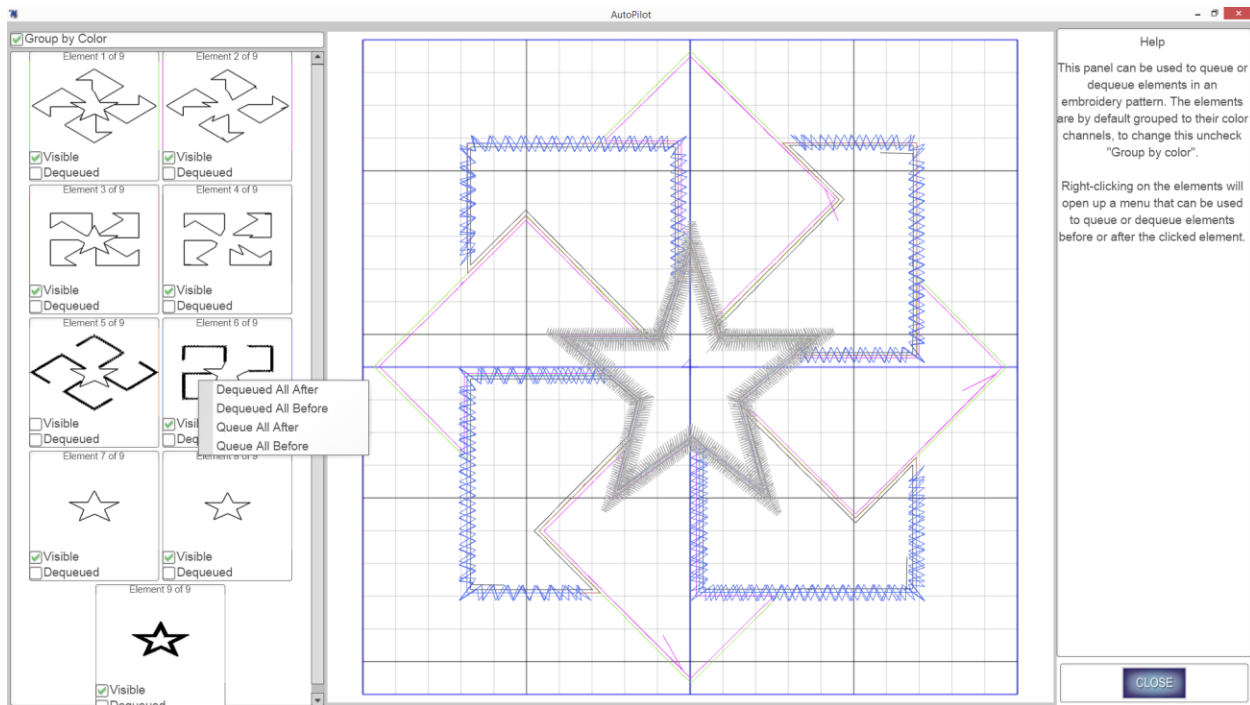 AutoPilot
Group by Color
Element 1 of 9
Visible
Dequeued
Element 2 of 9
Visible
Dequeued
Element 3 of 9
Visible
Dequeued
Element 4 of 9
Visible
Dequeued
Element 5 of 9
Visible
Dequeued
Element 6 of 9
Dequeued All After
Dequeued All Before
Queue All After
Queue All Before
Element 7 of 9
Visible
Dequeued
Element 8 of 9
Visible
Dequeued
Element 9 of 9
Visible
Dequeued
Help
This panel can be used to queue or
dequeue elements in an
embroidery pattern. The elements
are by default grouped to their color
channels, to change this uncheck
"Group by color".
Right-clicking on the elements will
open up a menu that can be used
to queue or dequeue elements
before or after the clicked element.
CLOSE